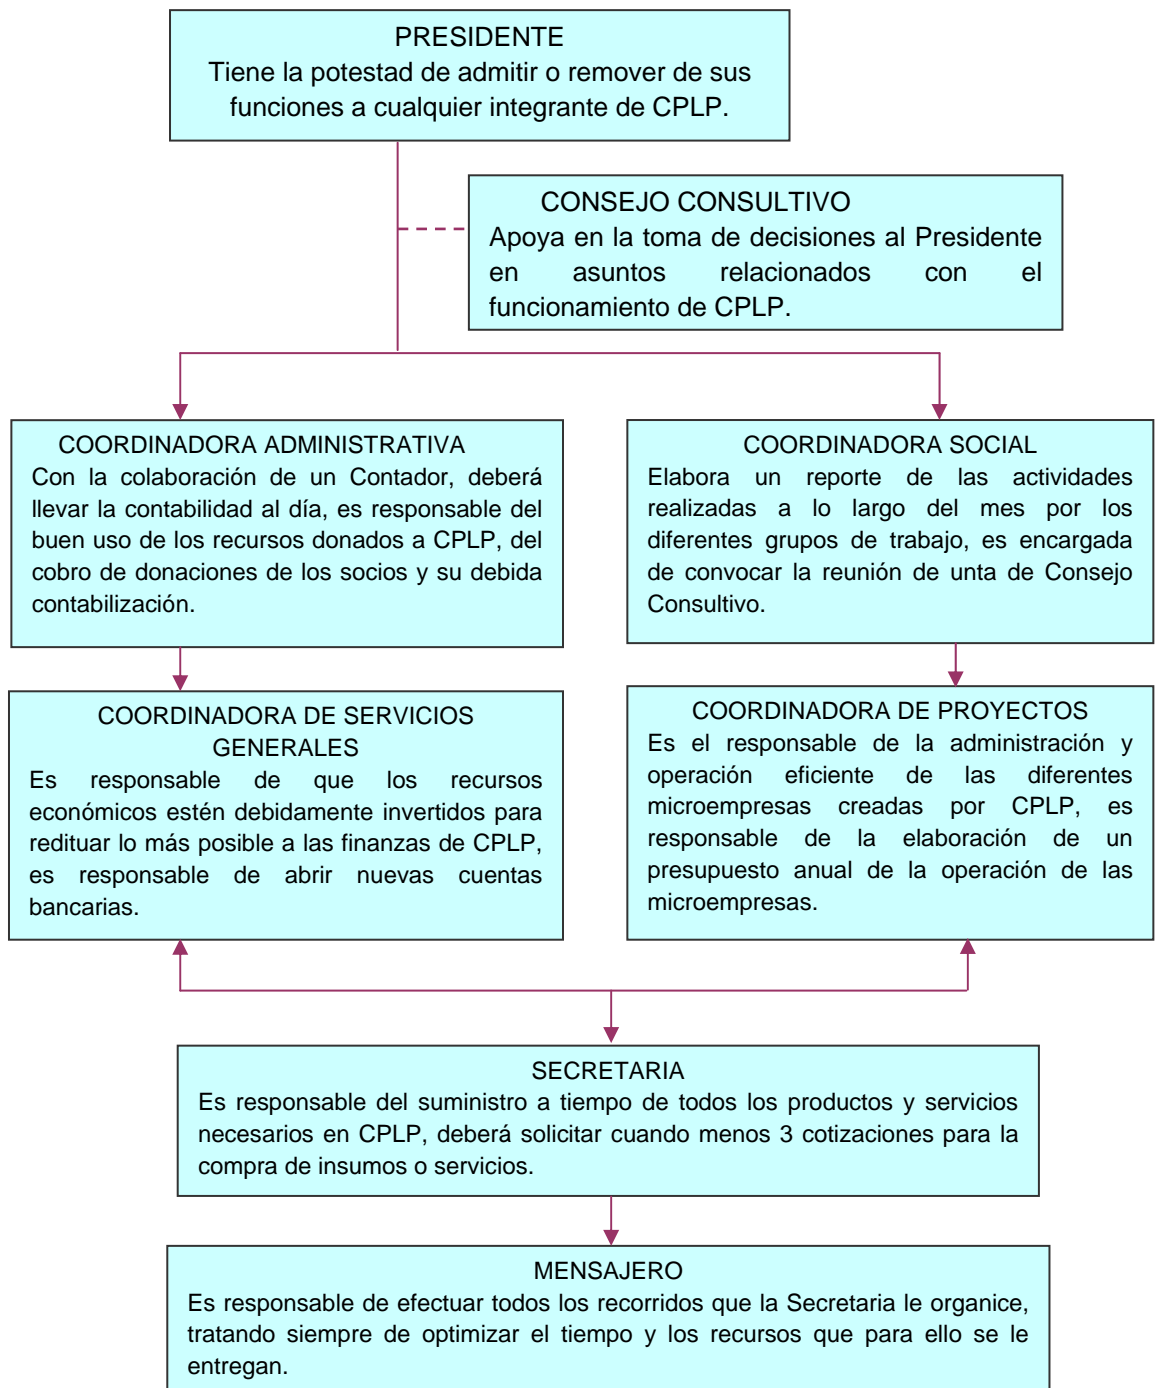 PRESIDENTE
Tiene la potestad de admitir o remover de sus
funciones a cualquier integrante de CPLP.
CONSEJO CONSULTIVO
Apoya en la toma de decisiones al Presidente
en asuntos relacionados con el
funcionamiento de CPLP.
COORDINADORA ADMINISTRATIVA
Con la colaboración de un Contador, deberá
llevar la contabilidad al día, es responsable del
buen uso de los recursos donados a CPLP, del
cobro de donaciones de los socios y su debida
contabilización.
COORDINADORA SOCIAL
Elabora un reporte de las actividades
realizadas a lo largo del mes por los
diferentes grupos de trabajo, es encargada
de convocar la reunión de unta de Consejo
Consultivo.
COORDINADORA DE SERVICIOS
GENERALES
Es responsable de que los recursos
económicos estén debidamente invertidos para
redituar lo más posible a las finanzas de CPLP,
es responsable de abrir nuevas cuentas
bancarias.
COORDINADORA DE PROYECTOS
Es el responsable de la administración y
operación eficiente de las diferentes
microempresas creadas por CPLP, es
responsable de la elaboración de un
presupuesto anual de la operación de las
microempresas.
SECRETARIA
Es responsable del suministro a tiempo de todos los productos y servicios
necesarios en CPLP, deberá solicitar cuando menos 3 cotizaciones para la
compra de insumos o servicios.
MENSAJERO
Es responsable de efectuar todos los recorridos que la Secretaria le organice,
tratando siempre de optimizar el tiempo y los recursos que para ello se le
entregan.